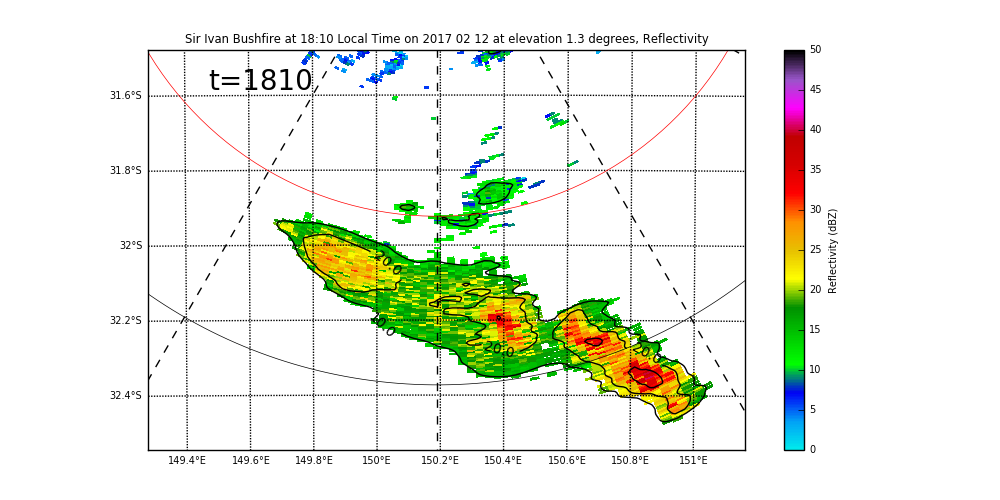 Sir Ivan Bushfire at 18:10 Local Time on 2017 02 12 at elevation 1.3 degrees, Reflectivity
t=1810
31.6°S
31.8°S
32°S
32.2°S
32.4°S
20.0
20.0
149.4°E 149.6°E 149.8°E 150°E 150.2°E 150.4°E 150.6°E 150.8°E 151°E
50
45
40
35
30
25
20
15
10
5
0
Reflectivity (dBZ)